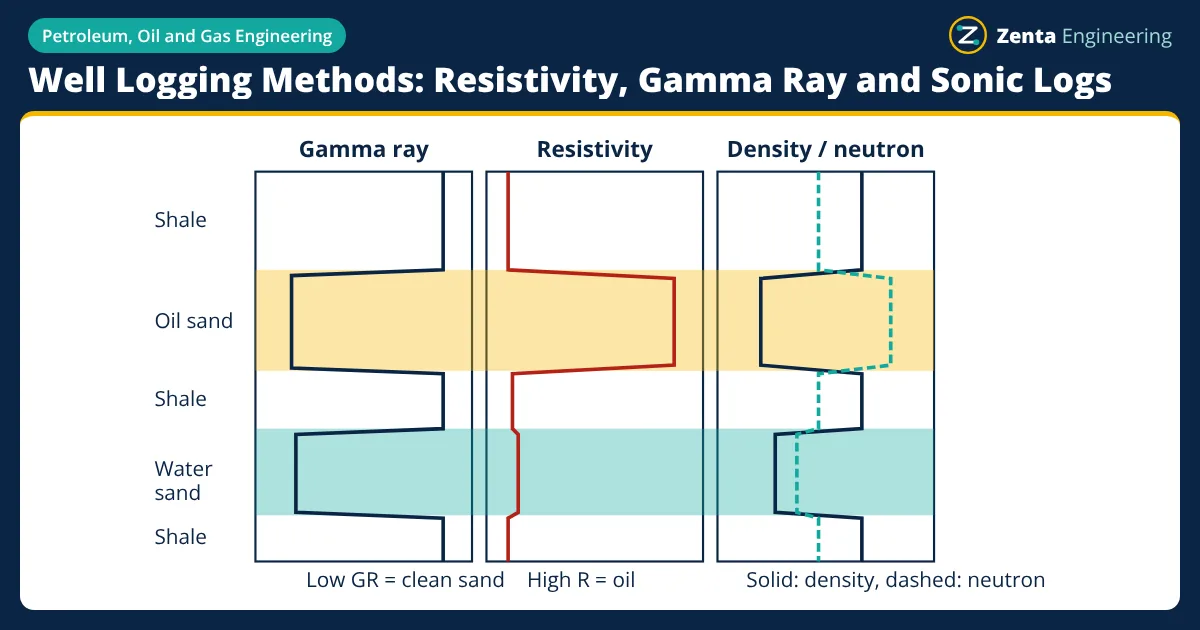 Petroleum, Oil and Gas Engineering
Zenta Engineering
Well Logging Methods: Resistivity, Gamma Ray and Sonic Logs
Gamma ray
Resistivity
Density / neutron
Shale
Oil sand
Shale
Water
sand
Shale
Low GR = clean sand
High R = oil
Solid: density, dashed: neutron